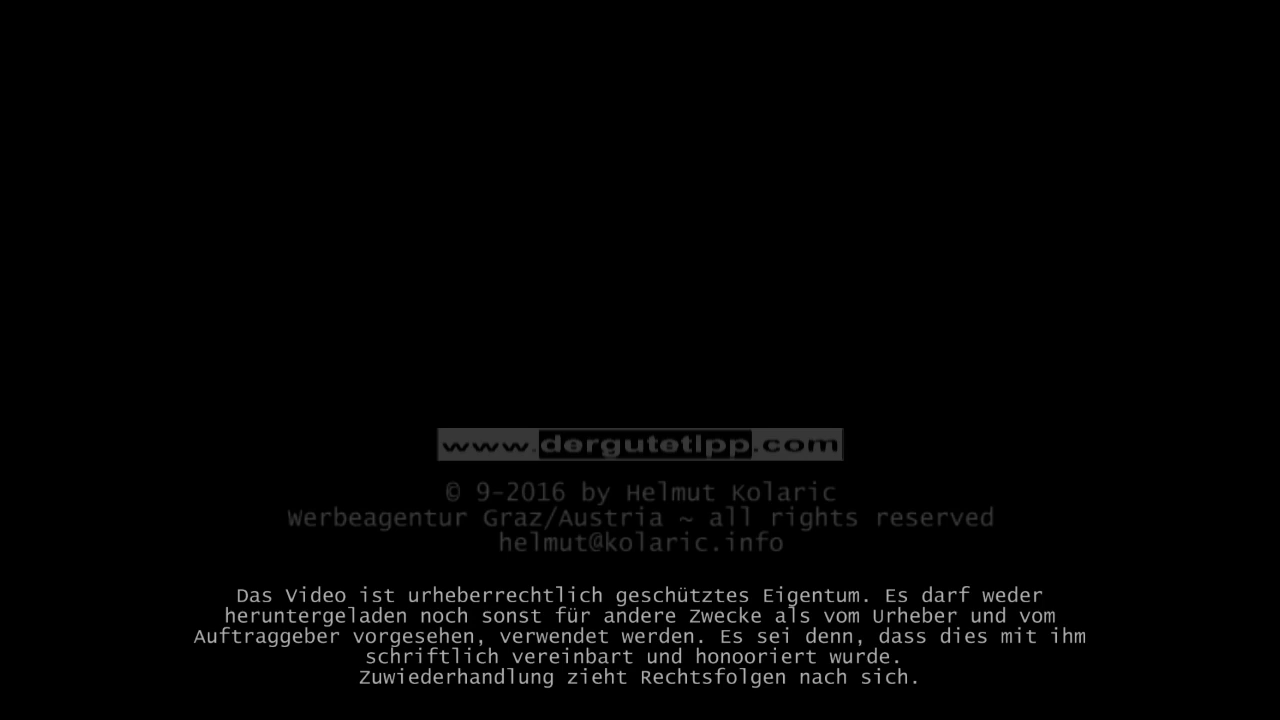 www.dergutetipp.com
© 9-2016 by Helmut Kolaric
Werbeagentur Graz/Austria ~ all rights reserved
helmut@kolaric.info
Das Video ist urheberrechtlich geschütztes Eigentum. Es darf weder
heruntergeladen noch sonst für andere Zwecke als vom Urheber und vom
Auftraggeber vorgesehen, verwendet werden. Es sei denn, dass dies mit ihm
schriftlich vereinbart und honooriert wurde.
Zuwiederhandlung zieht Rechtsfolgen nach sich.